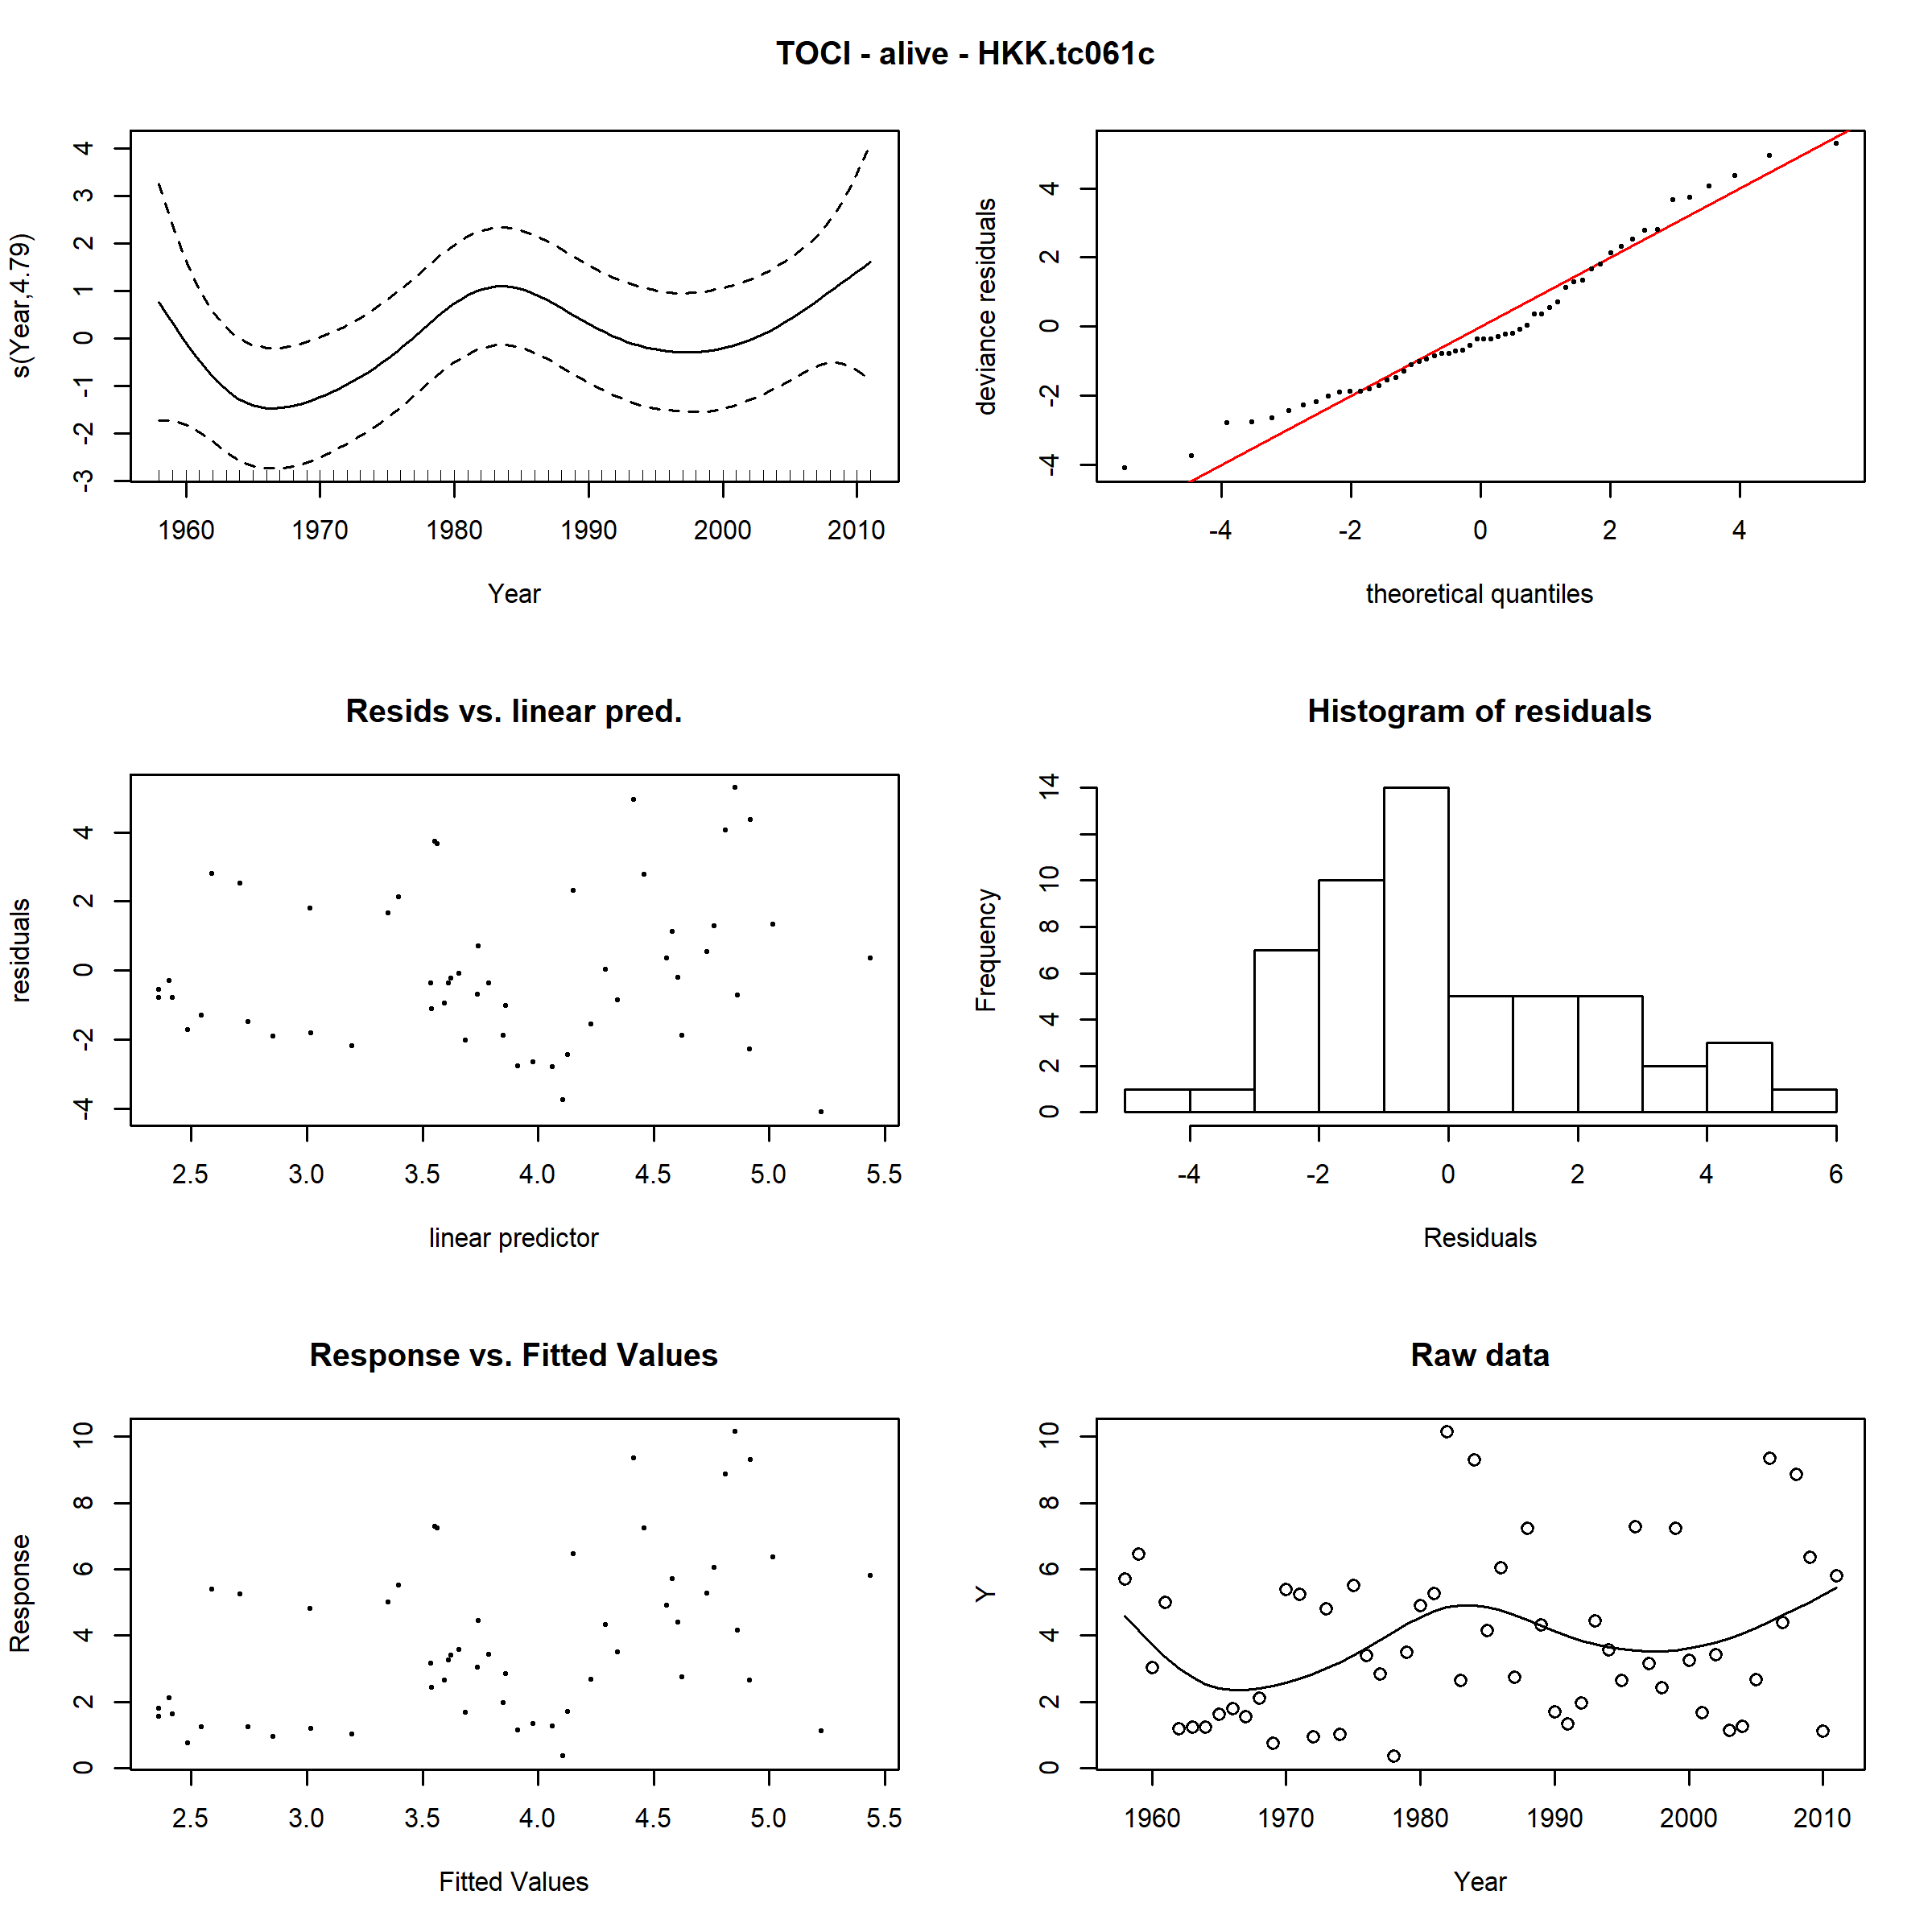 TOCI - alive - HKK.tc061c
s(Year,4.79)
4
3
2
1
0
-1
-2
-3
1960 1970 1980 1990 2000 2010
Year
deviance residuals
4
2
0
-2
-4
-4 -2 0 2 4
theoretical quantiles
Resids vs. linear pred.
residuals
4
2
0
-2
-4
2.5 3.0 3.5 4.0 4.5 5.0 5.5
linear predictor
Histogram of residuals
Frequency
14
10
8
6
4
2
0
-4 -2 0 2 4 6
Residuals
Response vs. Fitted Values
Response
10
8
6
4
2
0
2.5 3.0 3.5 4.0 4.5 5.0 5.5
Fitted Values
Raw data
Y
10
8
6
4
2
0
1960 1970 1980 1990 2000 2010
Year